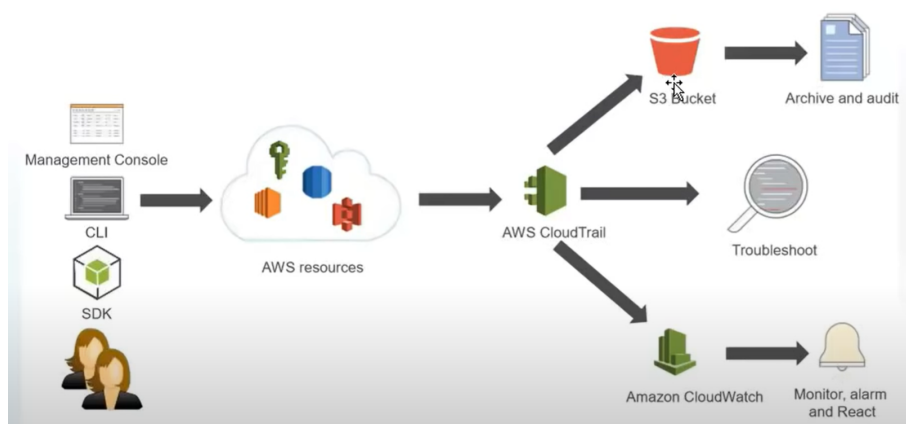 Management Console
CLI
SDK
AWS resources
AWS CloudTrail
S3 Bucket
Archive and audit
Troubleshoot
Amazon CloudWatch
Monitor, alarm
and React